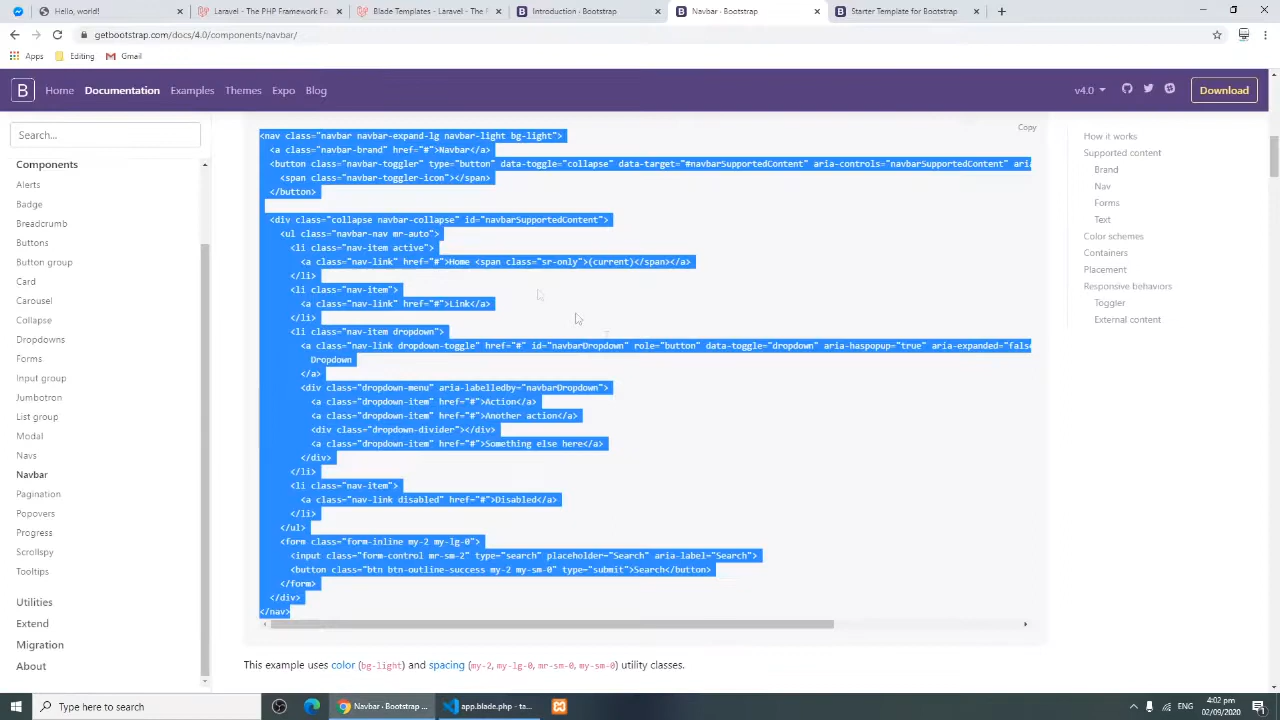 Hello, world!
Laravel - The PHP Framework Fo
Blade Templates - Laravel - The P
Introduction · Bootstrap
Navbar · Bootstrap
Starter Template for Bootstrap
getbootstrap.com/docs/4.0/components/navbar/
Apps
Editing
Gmail
B
Home
Documentation
Examples
Themes
Expo
Blog
v4.0
Download
Search...
Components
Alerts
Badge
Breadcrumb
Buttons
Button group
Card
Carousel
Collapse
Dropdowns
Forms
Input group
Jumbotron
List group
Modal
Navs
Navbar
Pagination
Popovers
Progress
Scrollspy
Tooltips
Utilities
Extend
Migration
About
Copy
<nav class="navbar navbar-expand-lg navbar-light bg-light">
<a class="navbar-brand" href="#">Navbar</a>
<button class="navbar-toggler" type="button" data-toggle="collapse" data-target="#navbarSupportedContent" aria-controls="navbarSupportedContent" aria
<span class="navbar-toggler-icon"></span>
</button>
<div class="collapse navbar-collapse" id="navbarSupportedContent">
<ul class="navbar-nav mr-auto">
<li class="nav-item active">
<a class="nav-link" href="#">Home <span class="sr-only">(current)</span></a>
</li>
<li class="nav-item">
<a class="nav-link" href="#">Link</a>
</li>
<li class="nav-item dropdown">
<a class="nav-link dropdown-toggle" href="#" id="navbarDropdown" role="button" data-toggle="dropdown" aria-haspopup="true" aria-expanded="false
Dropdown
</a>
<div class="dropdown-menu" aria-labelledby="navbarDropdown">
<a class="dropdown-item" href="#">Action</a>
<a class="dropdown-item" href="#">Another action</a>
<div class="dropdown-divider"></div>
<a class="dropdown-item" href="#">Something else here</a>
</div>
</li>
<li class="nav-item">
<a class="nav-link disabled" href="#">Disabled</a>
</li>
</ul>
<form class="form-inline my-2 my-lg-0">
<input class="form-control mr-sm-2" type="search" placeholder="Search" aria-label="Search">
<button class="btn btn-outline-success my-2 my-sm-0" type="submit">Search</button>
</form>
</div>
</nav>
This example uses color (bg-light) and spacing (my-2, my-lg-0, mr-sm-0, my-sm-0) utility classes.
How it works
Supported content
Brand
Nav
Forms
Text
Color schemes
Containers
Placement
Responsive behaviors
Toggler
External content
Type here to search
Navbar · Bootstrap ...
app.blade.php - ta...
ENG
4:02 pm
02/09/2020